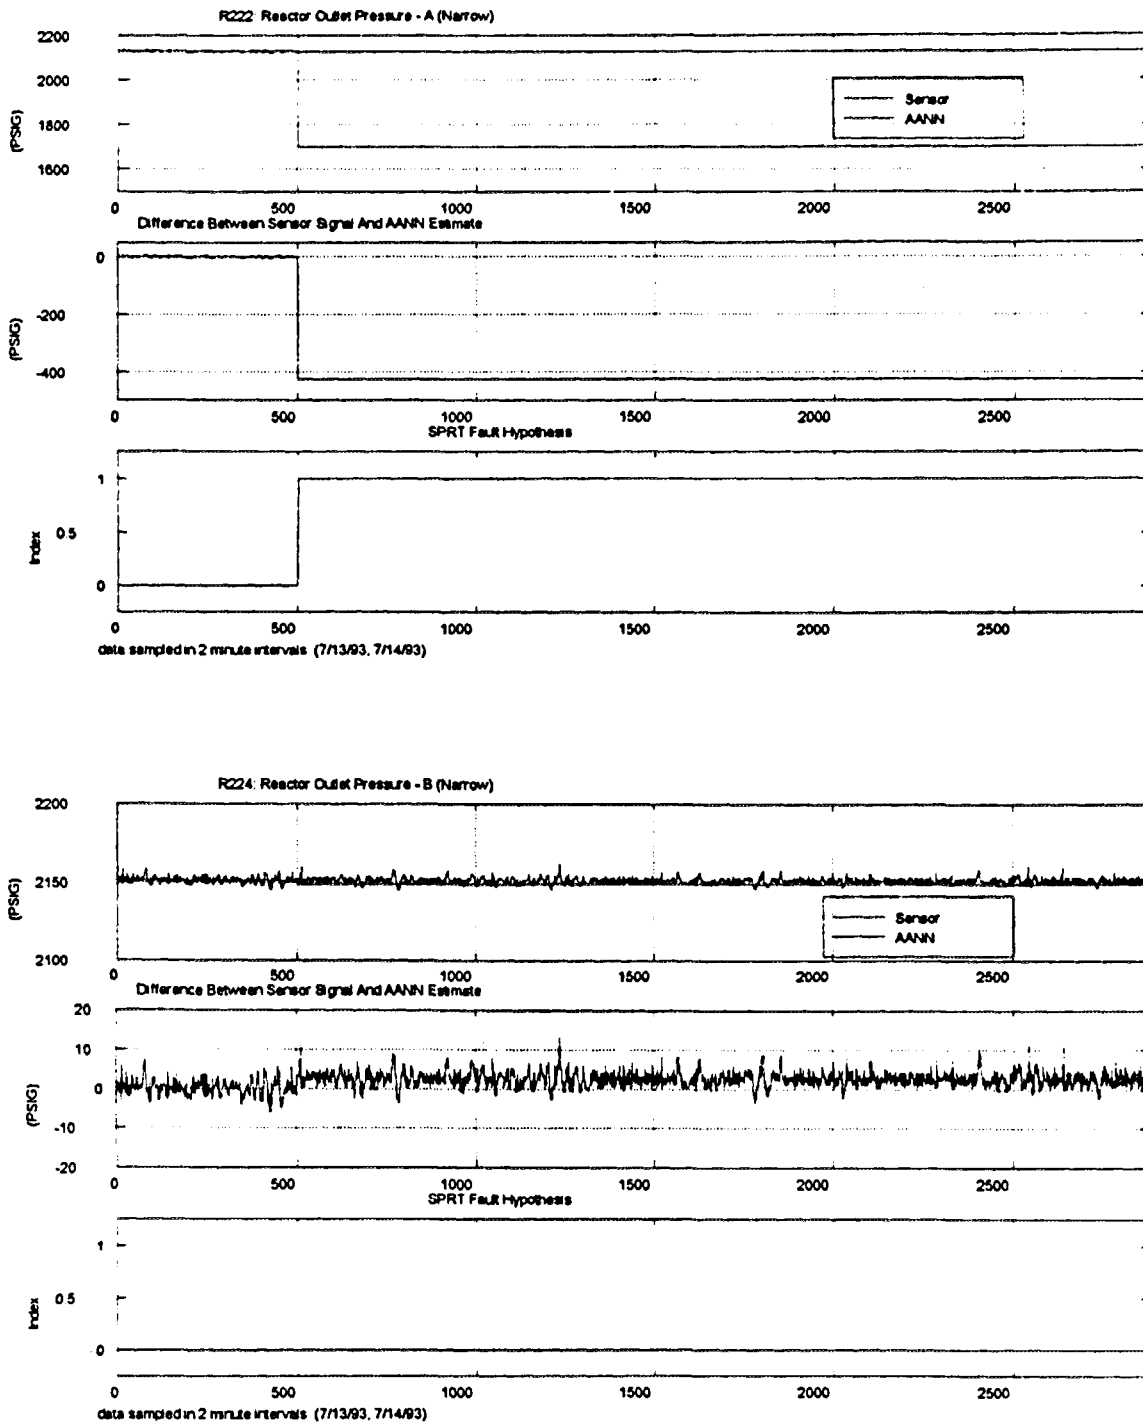 R222: Reactor Outlet Pressure - A (Narrow)
2200
2000
1800
1600
(PSIG)
Sensor
AANN
0 500 1000 1500 2000 2500
Difference Between Sensor Signal And AANN Estimate
0
-200
-400
(PSIG)
0 500 1000 1500 2000 2500
SPRT Fault Hypothesis
1
0.5
0
Index
0 500 1000 1500 2000 2500
data sampled in 2 minute intervals (7/13/93, 7/14/93)
R224: Reactor Outlet Pressure - B (Narrow)
2200
2150
2100
(PSIG)
Sensor
AANN
0 500 1000 1500 2000 2500
Difference Between Sensor Signal And AANN Estimate
20
10
0
-10
-20
(PSIG)
0 500 1000 1500 2000 2500
SPRT Fault Hypothesis
1
0.5
0
Index
0 500 1000 1500 2000 2500
data sampled in 2 minute intervals (7/13/93, 7/14/93)